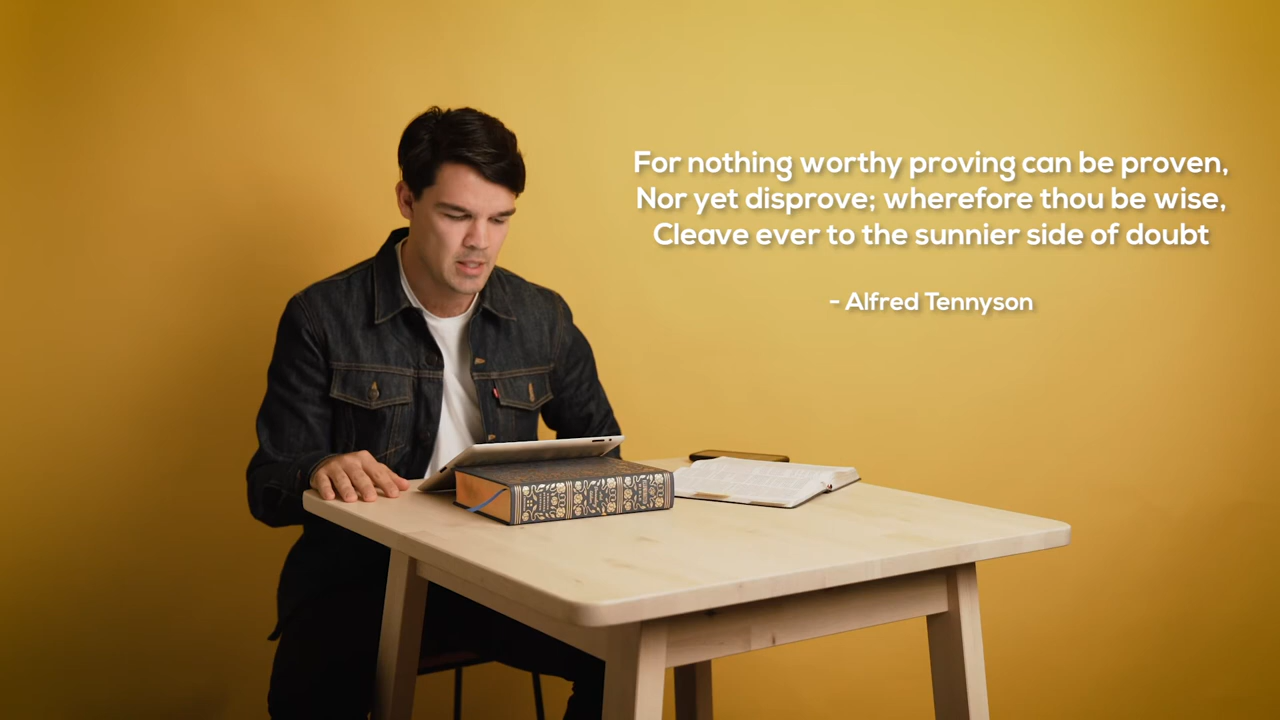 For nothing worthy proving can be proven,
Nor yet disprove; wherefore thou be wise,
Cleave ever to the sunnier side of doubt
- Alfred Tennyson